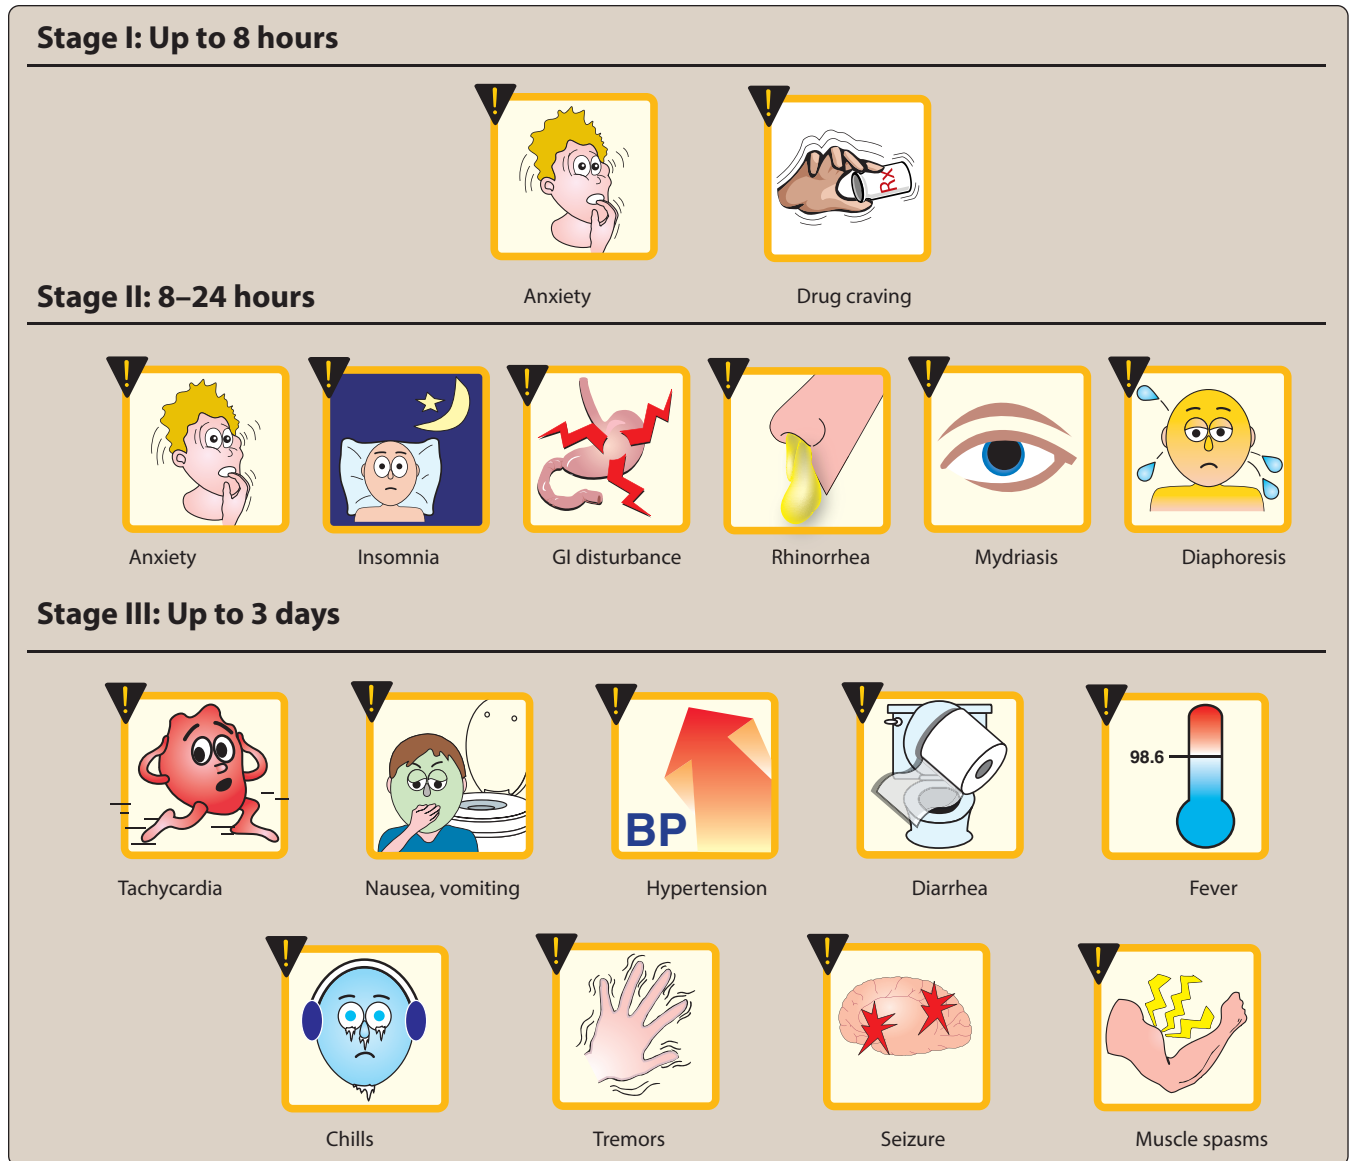 Stage I: Up to 8 hours
!
!
Rx
Anxiety
Drug craving
Stage II: 8–24 hours
!
!
!
!
!
!
Anxiety
Insomnia
GI disturbance
Rhinorrhea
Mydriasis
Diaphoresis
Stage III: Up to 3 days
!
!
!
!
!
BP
98.6
Tachycardia
Nausea, vomiting
Hypertension
Diarrhea
Fever
!
!
!
!
Chills
Tremors
Seizure
Muscle spasms